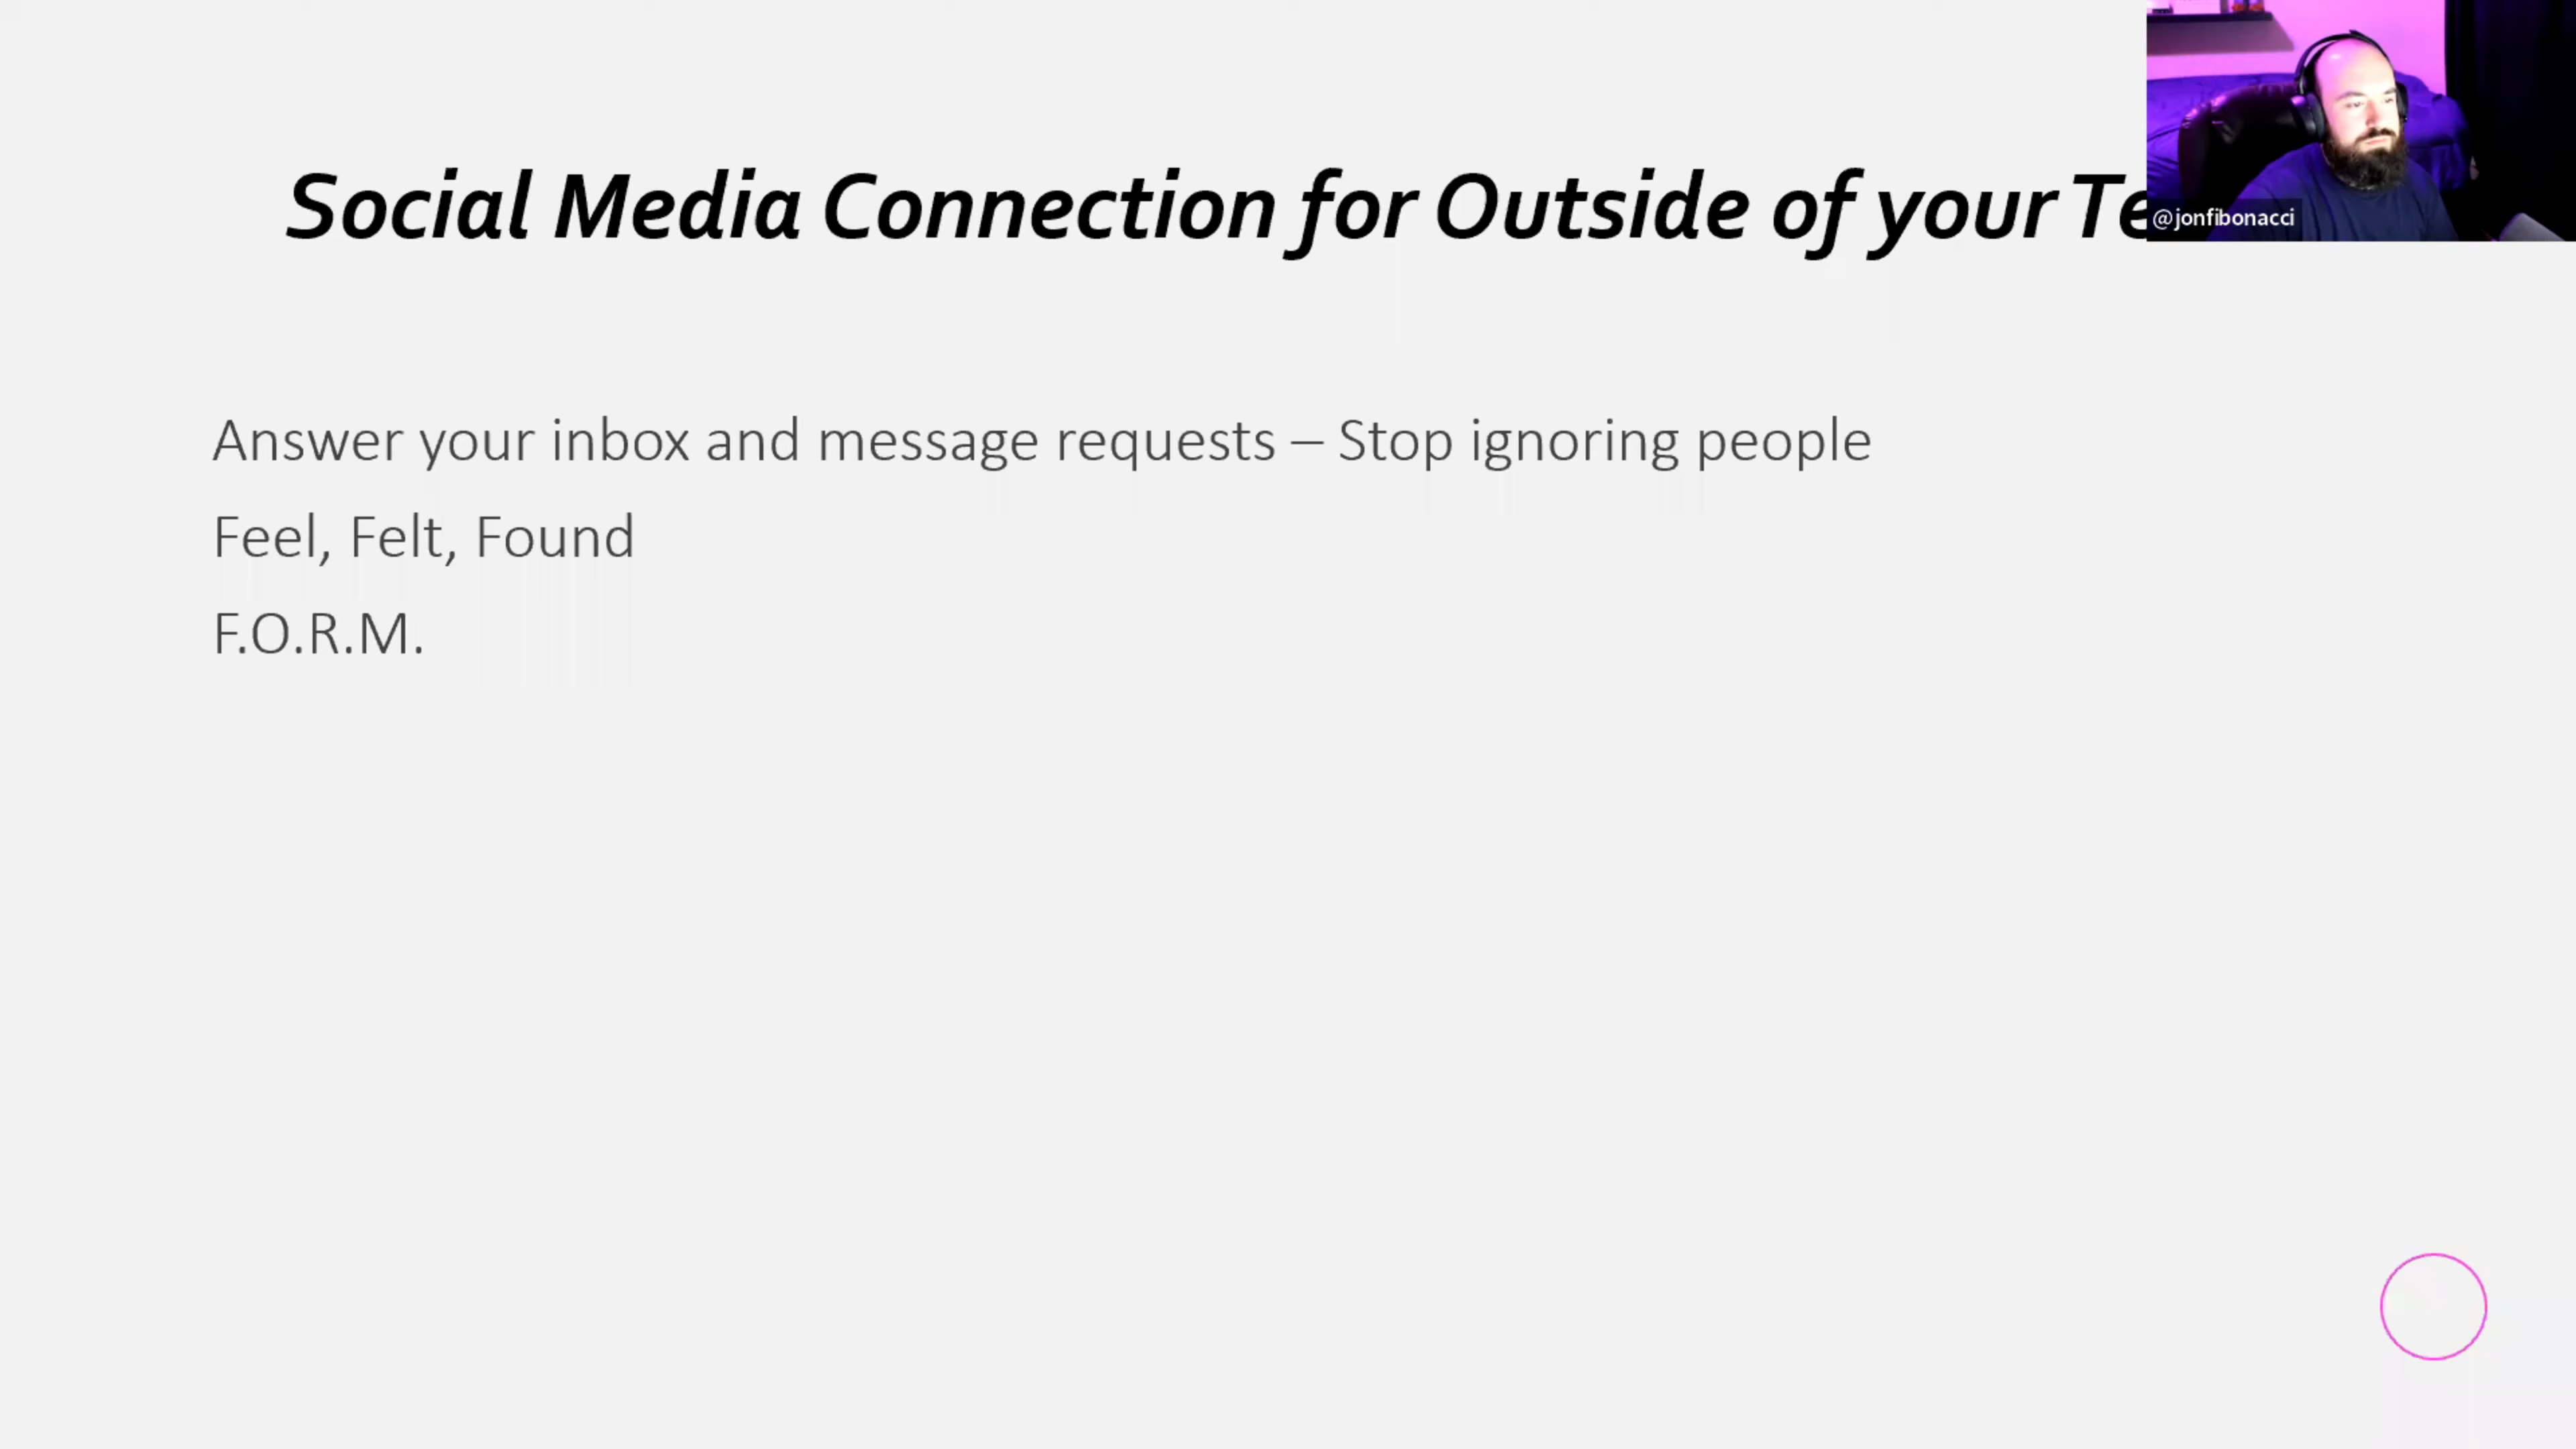 Social Media Connection for Outside of your
@jonfibonacci
Answer your inbox and message requests – Stop ignoring people
Feel, Felt, Found
F.O.R.M.